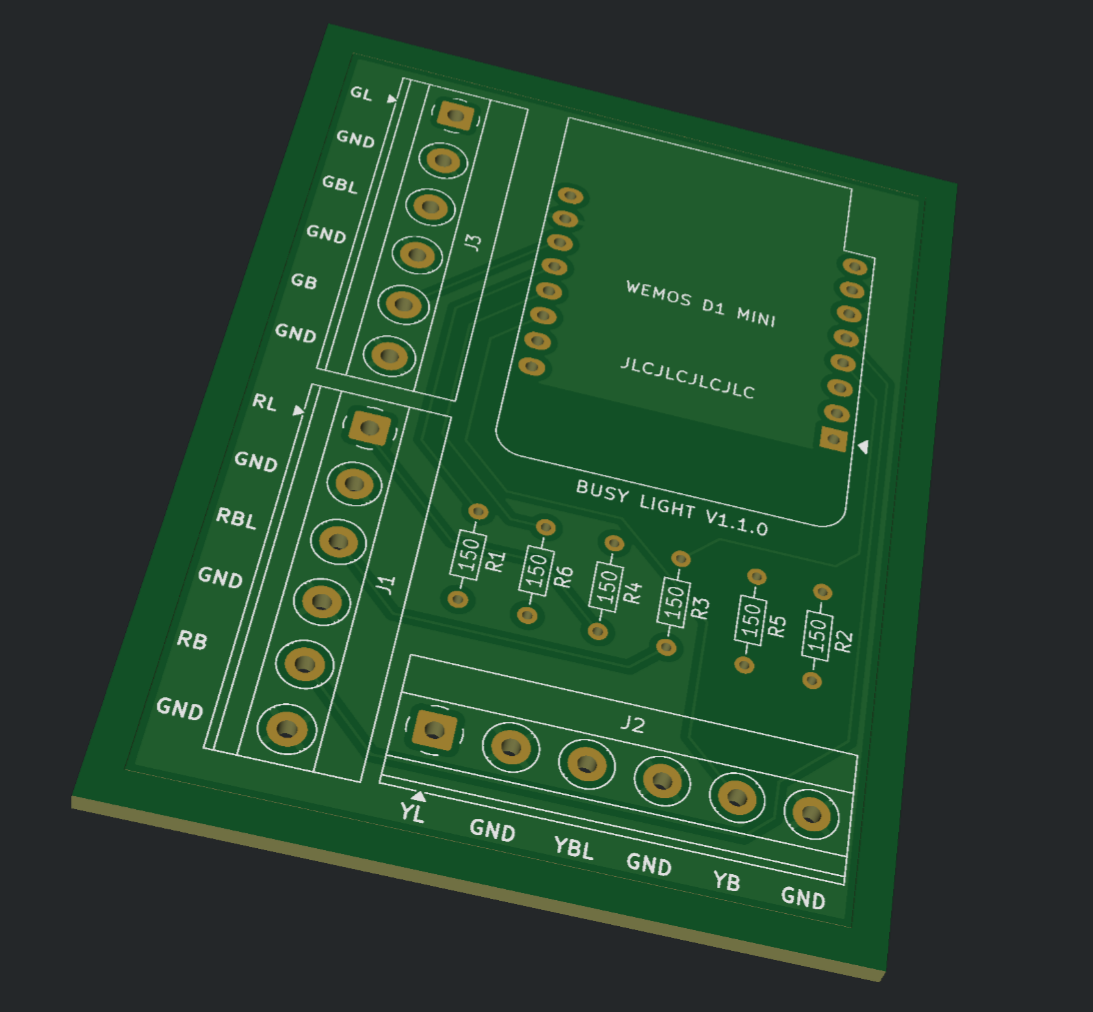 GL
GND
GBL
GND
GB
GND
J3
WEMOS D1 MINI
JLCJLCJLCJLC
BUSY LIGHT V1.1.0
RL
GND
RBL
GND
RB
GND
J1
150 R1
150 R6
150 R4
150 R3
150 R5
150 R2
J2
YL GND YBL GND YB GND